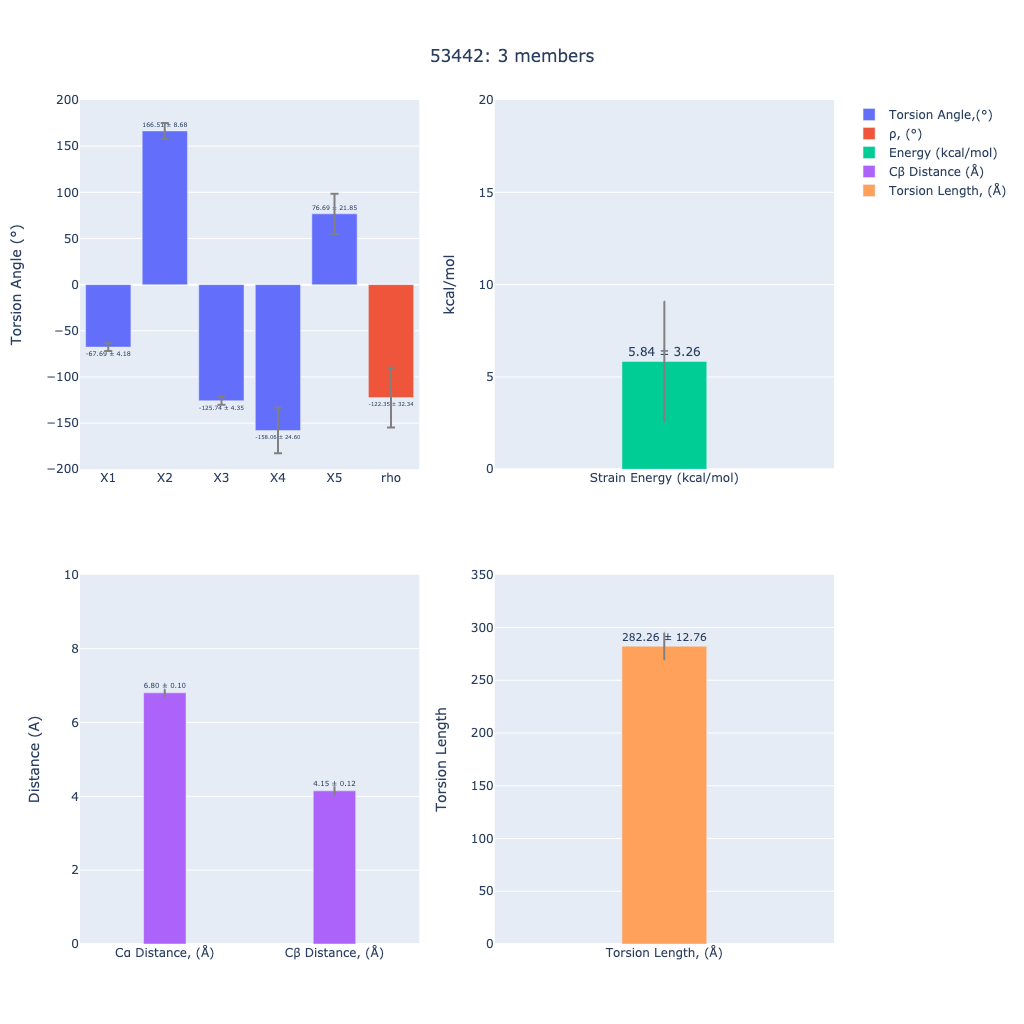 53442: 3 members
Torsion Angle (°)
200
150
100
50
0
−50
−100
−150
−200
-67.69 ± 4.18
± 8.68
-125.74 ± 4.35
-158.06 ± 24.60
76.69 ± 21.85
-122.35 ± 32.34
X1 X2 X3 X4 X5 rho
kcal/mol
20
15
10
5
0
5.84 ± 3.26
Strain Energy (kcal/mol)
Torsion Angle,(°)
ρ, (°)
Energy (kcal/mol)
Cβ Distance (Å)
Torsion Length, (Å)
Distance (A)
10
8
6
4
2
0
6.80 ± 0.10
4.15 ± 0.12
Cα Distance, (Å) Cβ Distance, (Å)
Torsion Length
350
300
250
200
150
100
50
0
282.26 ± 12.76
Torsion Length, (Å)